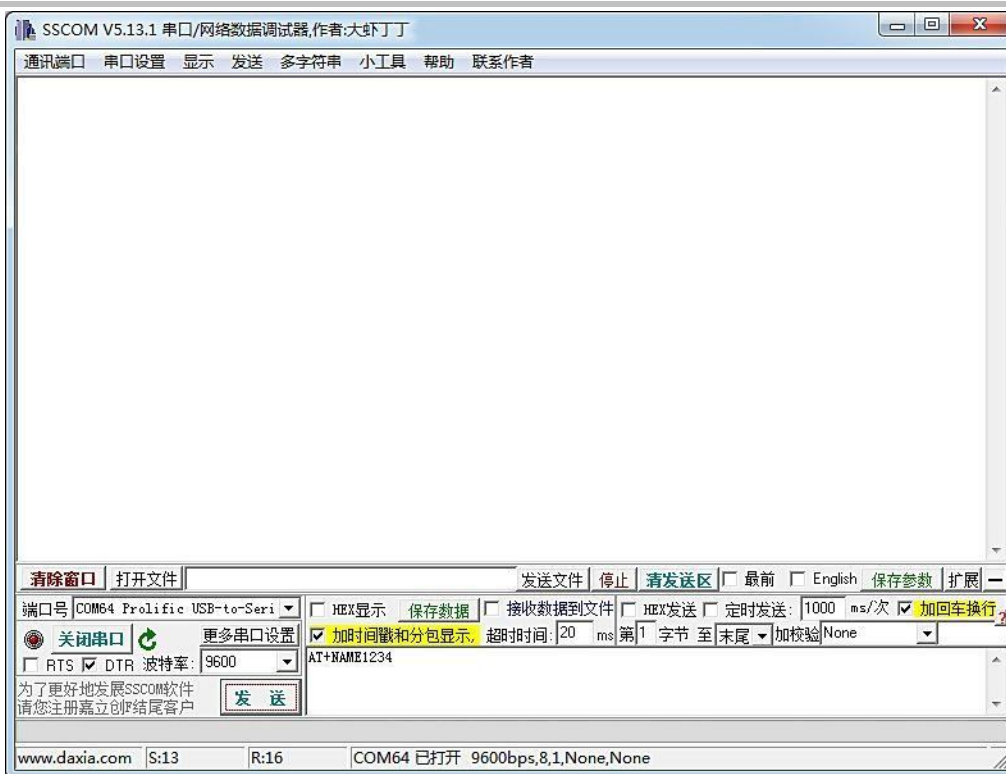 SSCOM V5.13.1 串口/网络数据调试器,作者:大虾丁丁
通讯端口 串口设置 显示 发送 多字符串 小工具 帮助 联系作者
清除窗口 打开文件 发送文件 停止 清发送区 最前 English 保存参数 扩展 —
端口号 COM64 Prolific USB-to-Seri HEX显示 保存数据 接收数据到文件 HEX发送 定时发送: 1000 ms/次 加回车换行
关闭串口 更多串口设置 加时间戳和分包显示, 超时时间: 20 ms 第1 字节 至 末尾 加校验 None
RTS DTR 波特率: 9600 AT+NAME1234
为了更好地发展SSCOM软件
请您注册嘉立创F结尾客户
发 送
www.daxia.com S:13 R:16 COM64 已打开 9600bps,8,1,None,None